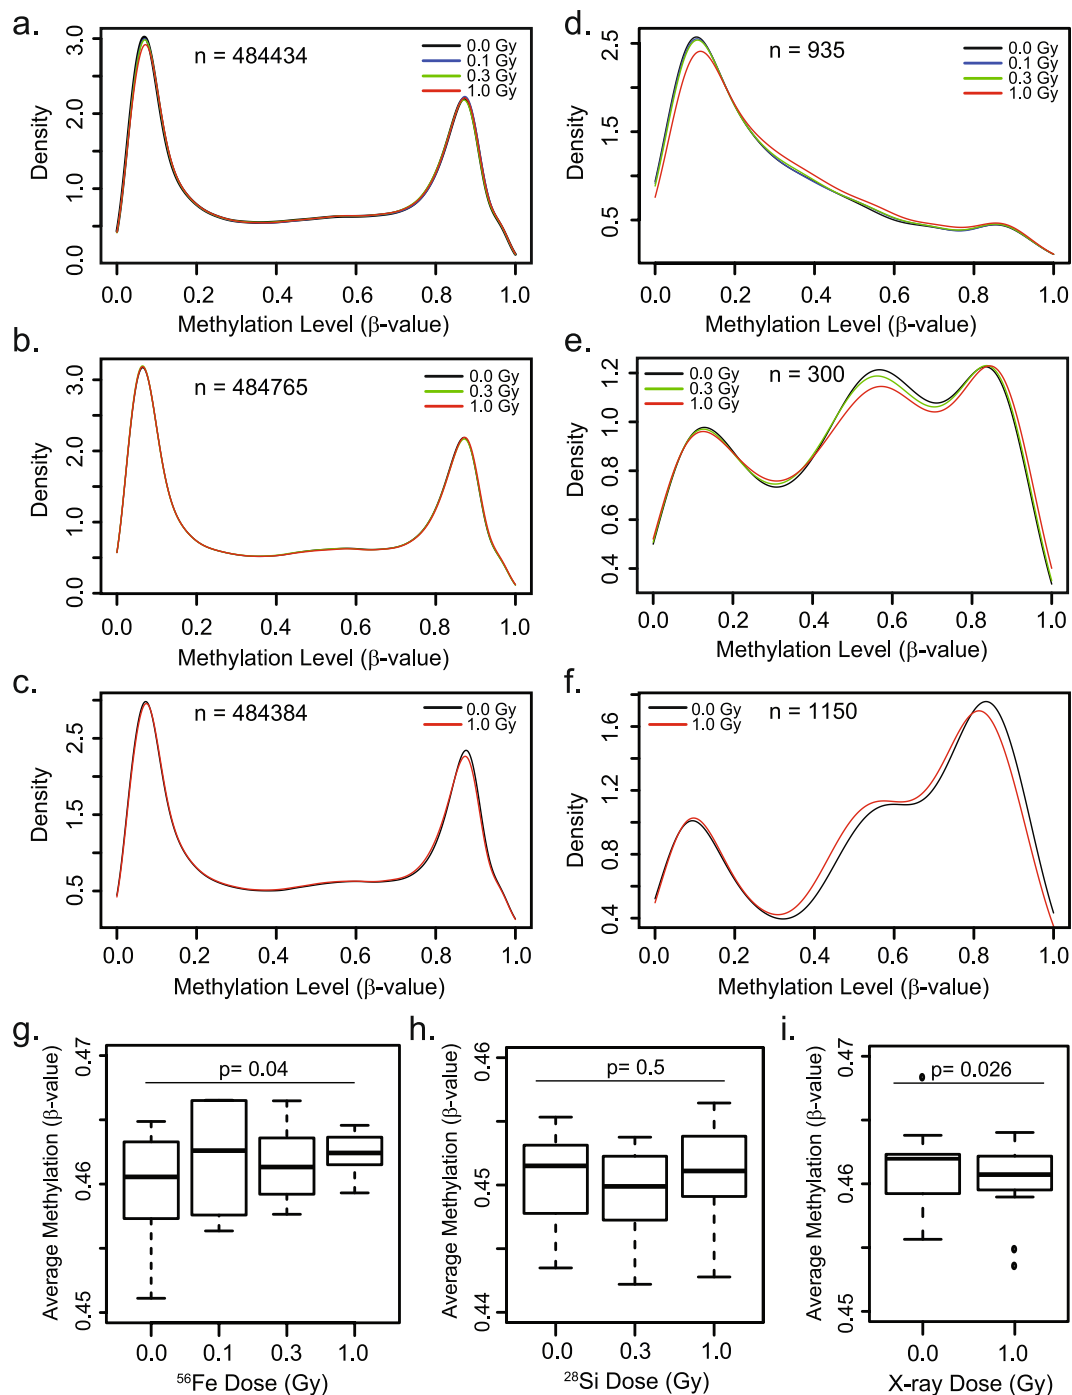 a.
n = 484434
0.0 Gy
0.1 Gy
0.3 Gy
1.0 Gy
Density
0.0
1.0
2.0
3.0
0.0 0.2 0.4 0.6 0.8 1.0
Methylation Level (β-value)
d.
n = 935
0.0 Gy
0.1 Gy
0.3 Gy
1.0 Gy
Density
0.5
1.5
2.5
0.0 0.2 0.4 0.6 0.8 1.0
Methylation Level (β-value)
b.
n = 484765
0.0 Gy
0.3 Gy
1.0 Gy
Density
0.0
1.0
2.0
3.0
0.0 0.2 0.4 0.6 0.8 1.0
Methylation Level (β-value)
e.
n = 300
0.0 Gy
0.3 Gy
1.0 Gy
Density
0.4
0.6
0.8
1.0
1.2
0.0 0.2 0.4 0.6 0.8 1.0
Methylation Level (β-value)
c.
n = 484384
0.0 Gy
1.0 Gy
Density
0.5
1.5
2.5
0.0 0.2 0.4 0.6 0.8 1.0
Methylation Level (β-value)
f.
n = 1150
0.0 Gy
1.0 Gy
Density
0.4
0.8
1.2
1.6
0.0 0.2 0.4 0.6 0.8 1.0
Methylation Level (β-value)
g.
p= 0.04
Average Methylation (β-value)
0.45
0.46
0.47
0.0 0.1 0.3 1.0
⁵⁶Fe Dose (Gy)
h.
p= 0.5
Average Methylation (β-value)
0.44
0.45
0.46
0.0 0.3 1.0
²⁸Si Dose (Gy)
i.
p= 0.026
Average Methylation (β-value)
0.45
0.46
0.47
0.0 1.0
X-ray Dose (Gy)